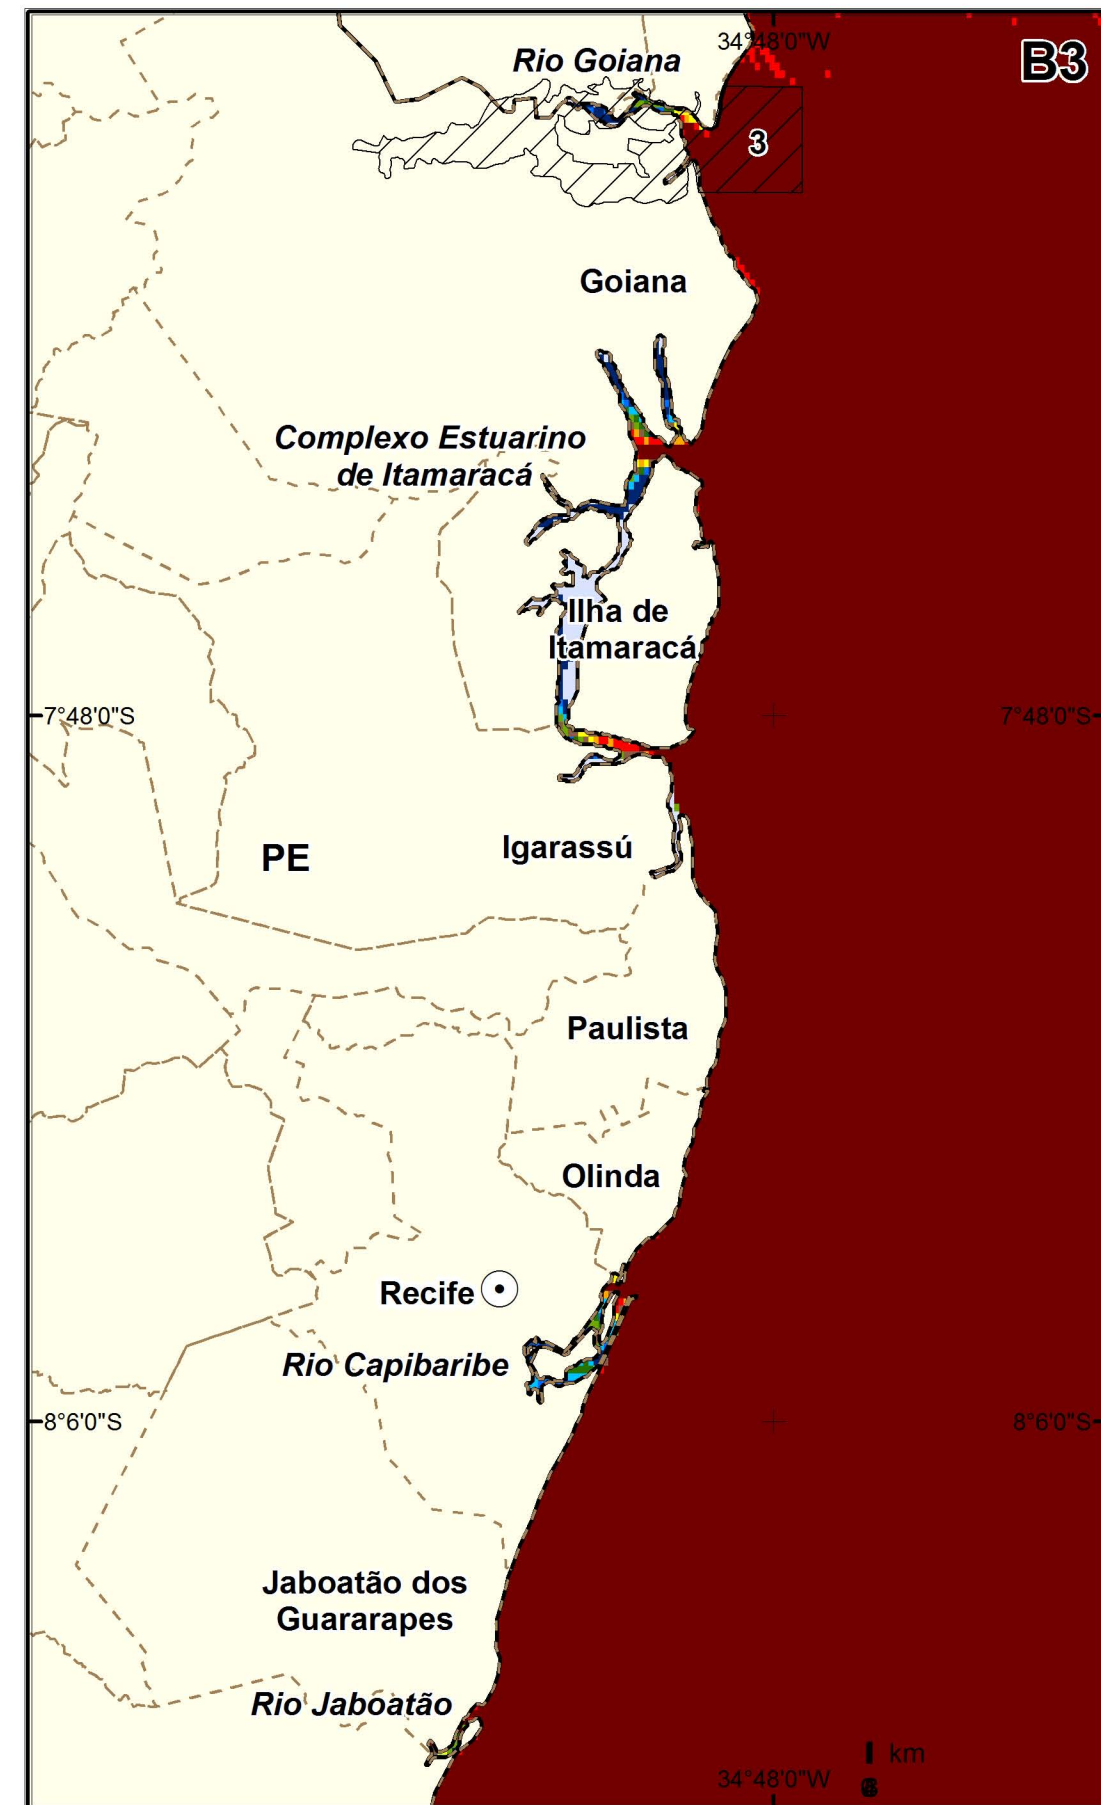 34°48'0"W
B3
Rio Goiana
3
Goiana
Complexo Estuarino
de Itamaracá
Ilha de
Itamaracá
7°48'0"S
7°48'0"S
Igarassú
PE
Paulista
Olinda
Recife
Rio Capibaribe
8°6'0"S
8°6'0"S
Jaboatão dos
Guararapes
Rio Jaboatão
km
34°48'0"W